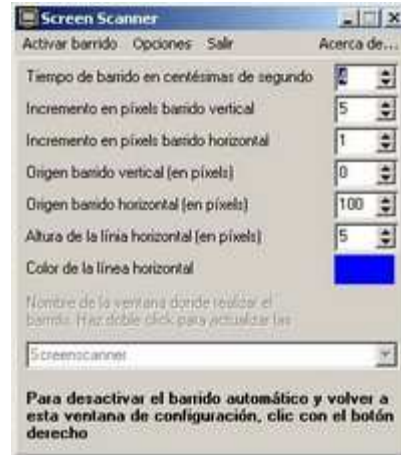 Screen Scanner
Activar barrido Opciones Salir Acerca de...
Tiempo de barrido en centésimas de segundo 4
Incremento en píxels barrido vertical 5
Incremento en píxels barrido horizontal 1
Origen barrido vertical (en píxels) 0
Origen barrido horizontal (en píxels) 100
Altura de la línia horizontal (en píxels) 5
Color de la línea horizontal
Nombre de la ventana donde realizar el
barrido. Haz doble click para actualizar las
Screenscanner
Para desactivar el barrido automático y volver a
esta ventana de configuración, clic con el botón
derecho